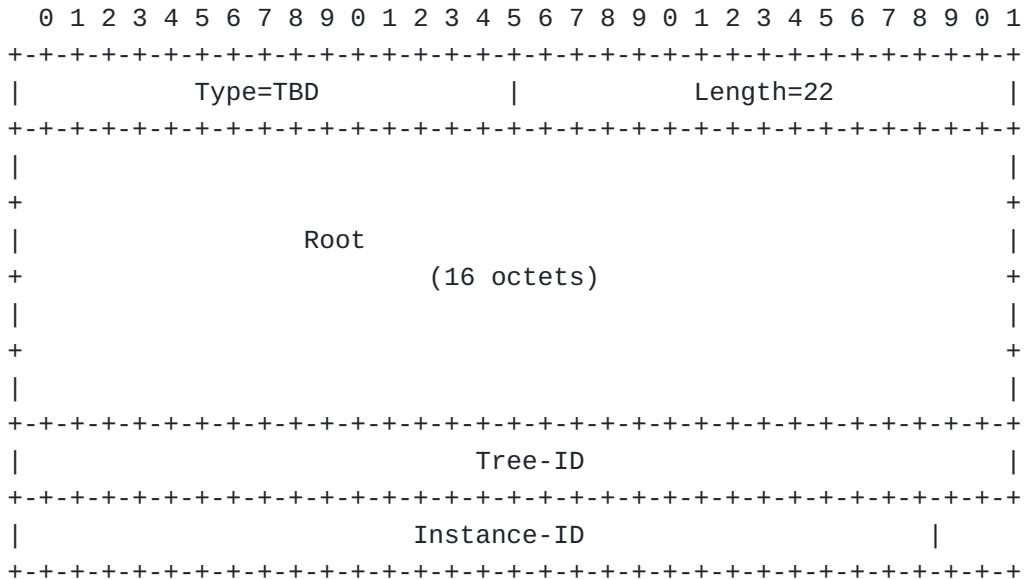 0 1 2 3 4 5 6 7 8 9 0 1 2 3 4 5 6 7 8 9 0 1 2 3 4 5 6 7 8 9 0 1
+-+-+-+-+-+-+-+-+-+-+-+-+-+-+-+-+-+-+-+-+-+-+-+-+-+-+-+-+-+-+-+-+
|           Type=TBD            |           Length=22           |
+-+-+-+-+-+-+-+-+-+-+-+-+-+-+-+-+-+-+-+-+-+-+-+-+-+-+-+-+-+-+-+-+
|                                                               |
+                                                               +
|                  Root                                         |
+                          (16 octets)                          +
|                                                               |
+                                                               +
|                                                               |
+-+-+-+-+-+-+-+-+-+-+-+-+-+-+-+-+-+-+-+-+-+-+-+-+-+-+-+-+-+-+-+-+
|                             Tree-ID                           |
+-+-+-+-+-+-+-+-+-+-+-+-+-+-+-+-+-+-+-+-+-+-+-+-+-+-+-+-+-+-+-+-+
|                         Instance-ID                      |
+-+-+-+-+-+-+-+-+-+-+-+-+-+-+-+-+-+-+-+-+-+-+-+-+-+-+-+-+-+-+-+-+